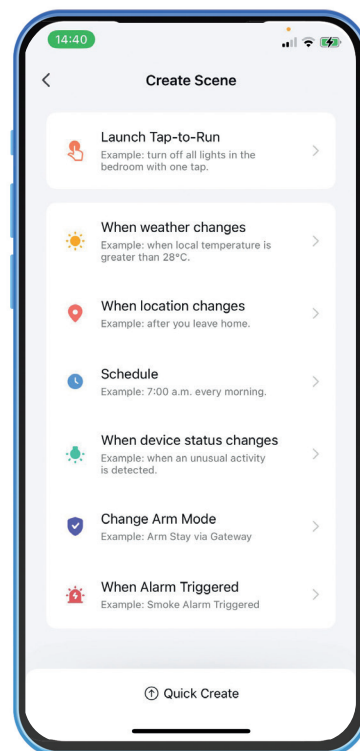 14:40
Create Scene
Launch Tap-to-Run
Example: turn off all lights in the
bedroom with one tap.
When weather changes
Example: when local temperature is
greater than 28°C.
When location changes
Example: after you leave home.
Schedule
Example: 7:00 a.m. every morning.
When device status changes
Example: when an unusual activity
is detected.
Change Arm Mode
Example: Arm Stay via Gateway
When Alarm Triggered
Example: Smoke Alarm Triggered
Quick Create